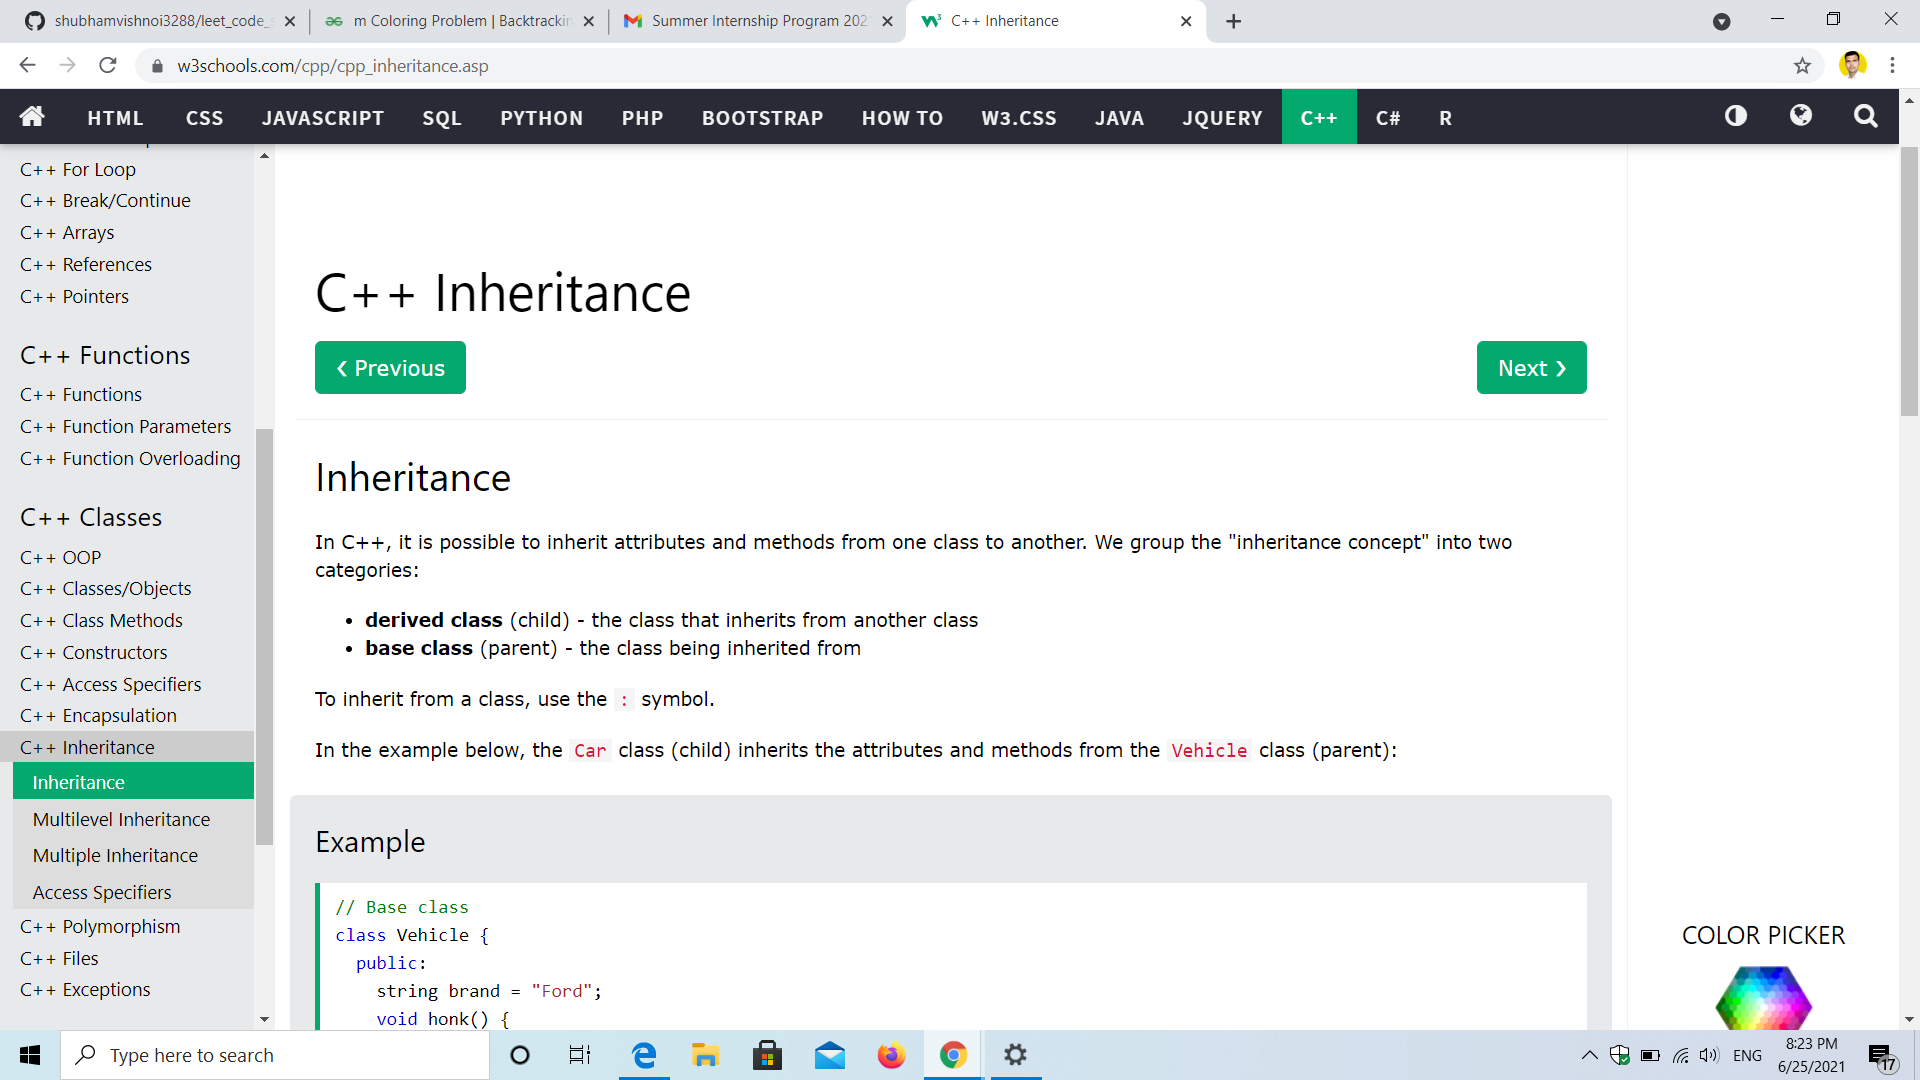 shubhamvishnoi3288/leet_code_s
m Coloring Problem | Backtrackin
Summer Internship Program 202
C++ Inheritance
w3schools.com/cpp/cpp_inheritance.asp
HTML CSS JAVASCRIPT SQL PYTHON PHP BOOTSTRAP HOW TO W3.CSS JAVA JQUERY C++ C# R
C++ For Loop
C++ Break/Continue
C++ Arrays
C++ References
C++ Pointers
C++ Functions
C++ Functions
C++ Function Parameters
C++ Function Overloading
C++ Classes
C++ OOP
C++ Classes/Objects
C++ Class Methods
C++ Constructors
C++ Access Specifiers
C++ Encapsulation
C++ Inheritance
Inheritance
Multilevel Inheritance
Multiple Inheritance
Access Specifiers
C++ Polymorphism
C++ Files
C++ Exceptions
C++ Inheritance
❮ Previous
Next ❯
Inheritance
In C++, it is possible to inherit attributes and methods from one class to another. We group the "inheritance concept" into two
categories:
• derived class (child) - the class that inherits from another class
• base class (parent) - the class being inherited from
To inherit from a class, use the : symbol.
In the example below, the Car class (child) inherits the attributes and methods from the Vehicle class (parent):
Example
// Base class
class Vehicle {
public:
string brand = "Ford";
void honk() {
COLOR PICKER
Type here to search
ENG
8:23 PM
6/25/2021
17